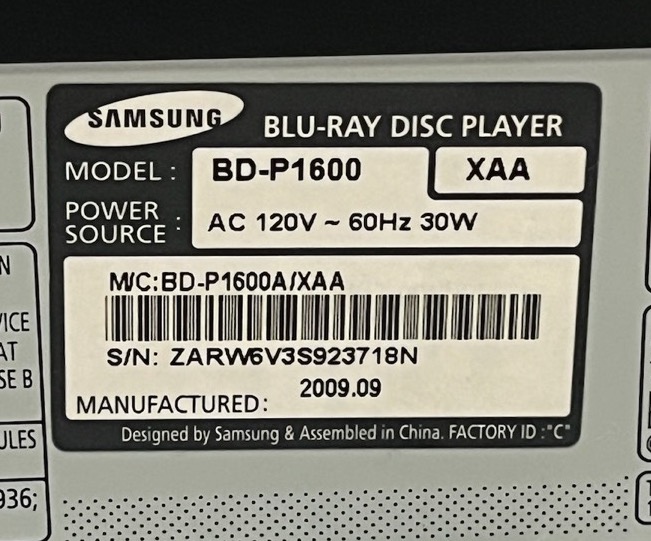 SAMSUNG BLU-RAY DISC PLAYER
MODEL : BD-P1600 XAA
POWER
SOURCE : AC 120V ~ 60Hz 30W
M/C:BD-P1600A/XAA
S/N: ZARW6V3S923718N
2009.09
MANUFACTURED:
Designed by Samsung & Assembled in China. FACTORY ID :"C"
N
VICE
AT
SE B
ULES
936;